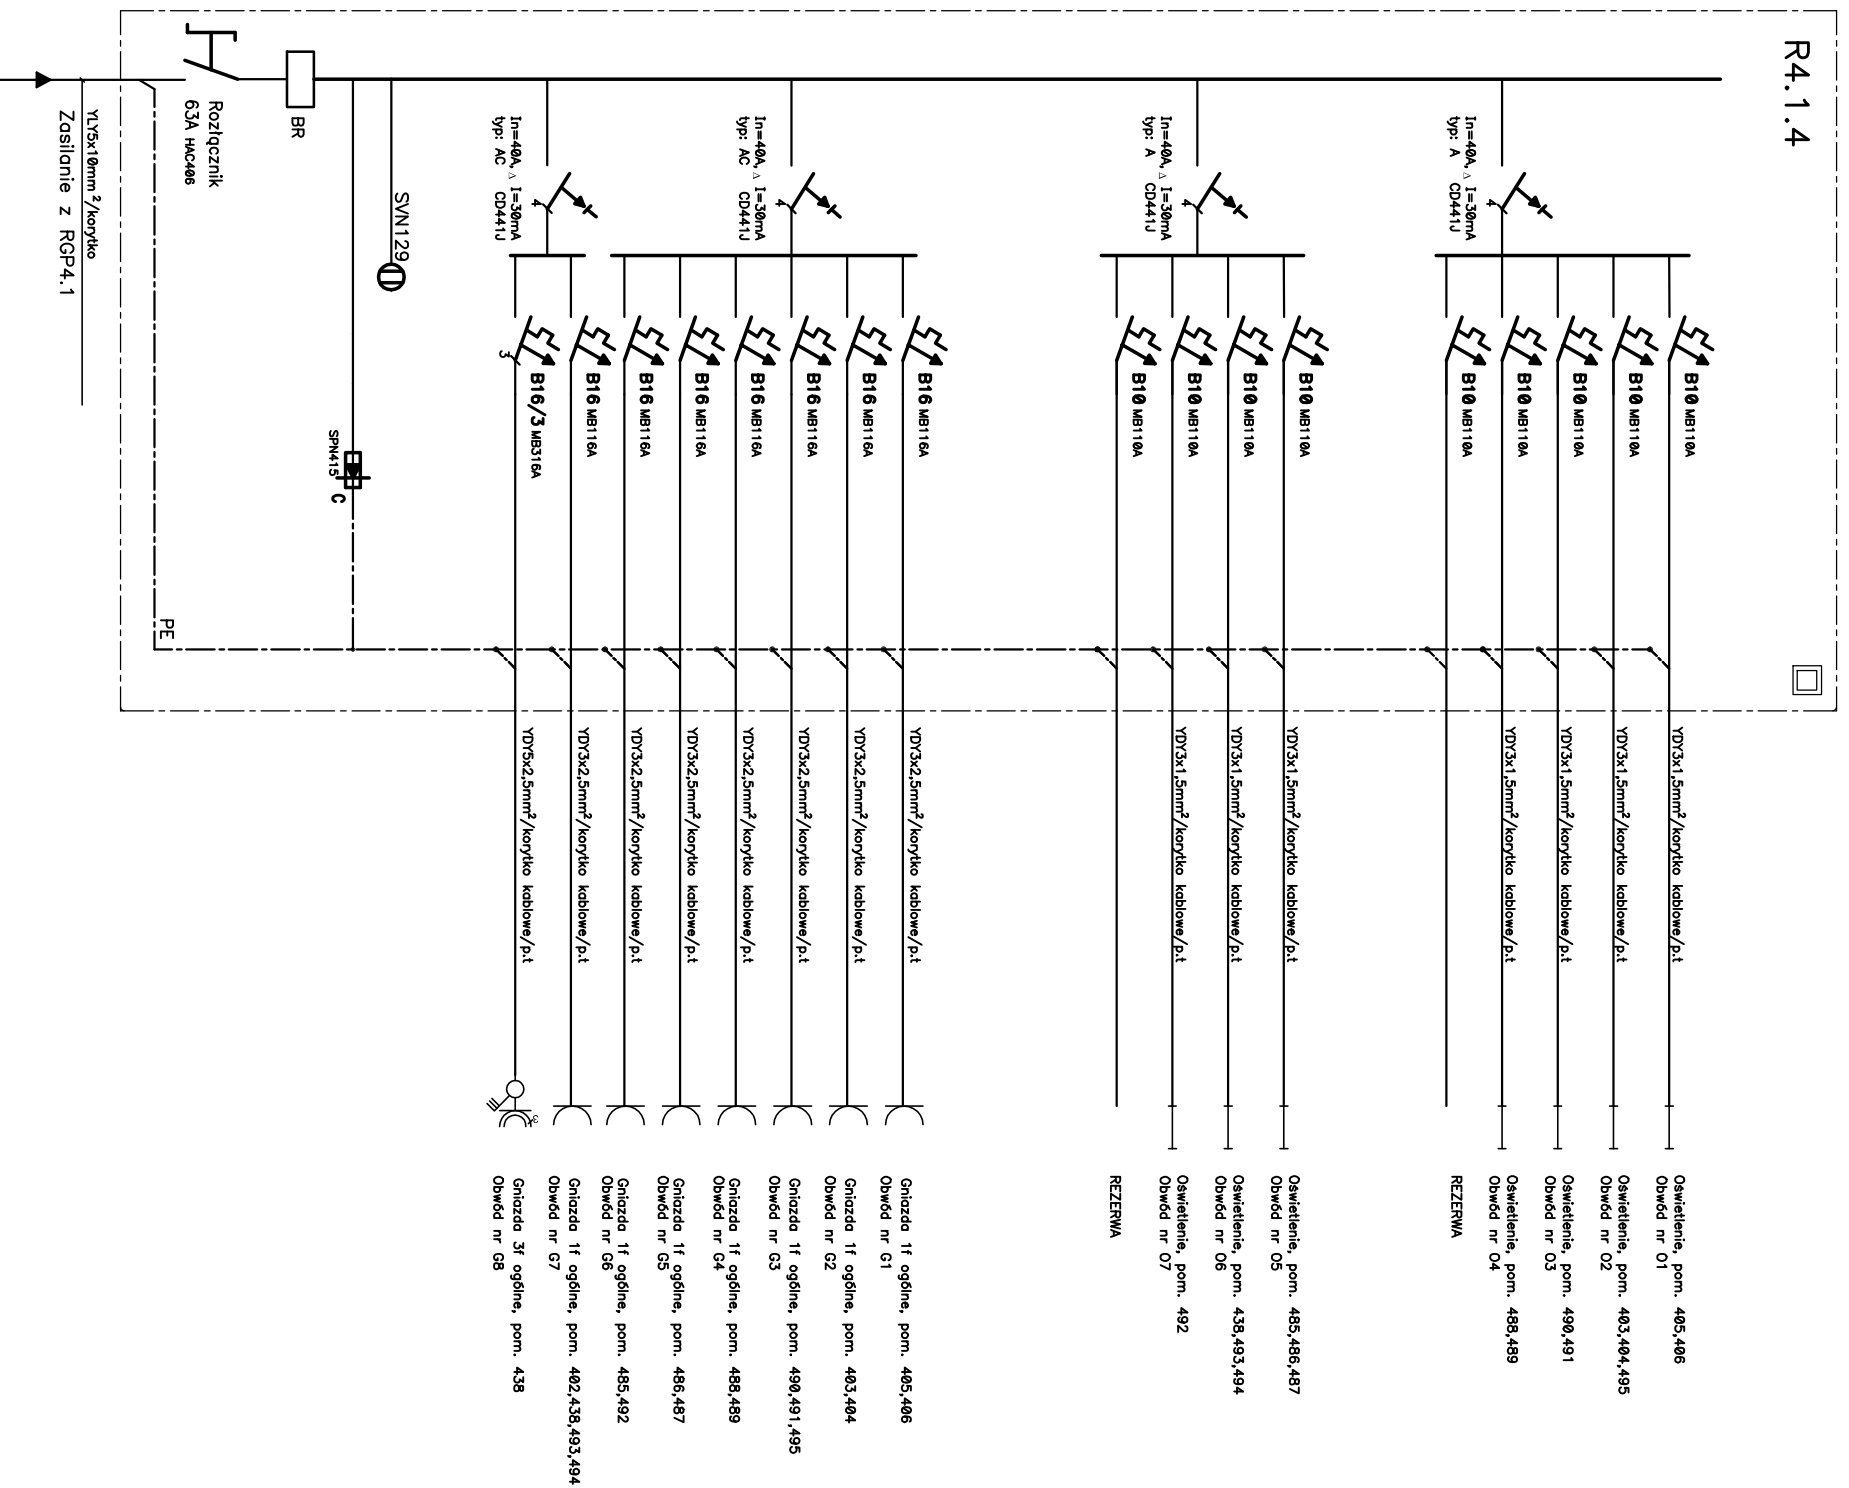 R4.1.4
In=40A, Δ I=30mA
typ: A CD441J
In=40A, Δ I=30mA
typ: A CD441J
In=40A, Δ I=30mA
typ: AC CD441J
In=40A, Δ I=30mA
typ: AC CD441J
4
4
4
4
BR
Rozłącznik
63A HAC406
YLY5x10mm²/korytko
Zasilanie z RGP4.1
SVN129
SPN415
C
PE
B10 MB110A
B10 MB110A
B10 MB110A
B10 MB110A
B10 MB110A
B10 MB110A
B10 MB110A
B10 MB110A
B10 MB110A
B16 MB116A
B16 MB116A
B16 MB116A
B16 MB116A
B16 MB116A
B16 MB116A
B16 MB116A
B16/3 MB316A
3
YDY3x1,5mm²/korytko kablowe/p.t
YDY3x1,5mm²/korytko kablowe/p.t
YDY3x1,5mm²/korytko kablowe/p.t
YDY3x1,5mm²/korytko kablowe/p.t
YDY3x1,5mm²/korytko kablowe/p.t
YDY3x1,5mm²/korytko kablowe/p.t
YDY3x1,5mm²/korytko kablowe/p.t
YDY3x2,5mm²/korytko kablowe/p.t
YDY3x2,5mm²/korytko kablowe/p.t
YDY3x2,5mm²/korytko kablowe/p.t
YDY3x2,5mm²/korytko kablowe/p.t
YDY3x2,5mm²/korytko kablowe/p.t
YDY3x2,5mm²/korytko kablowe/p.t
YDY3x2,5mm²/korytko kablowe/p.t
YDY5x2,5mm²/korytko kablowe/p.t
3
Oświetlenie, pom. 405,406
Obwód nr O1
Oświetlenie, pom. 403,404,495
Obwód nr O2
Oświetlenie, pom. 490,491
Obwód nr O3
Oświetlenie, pom. 488,489
Obwód nr O4
REZERWA
Oświetlenie, pom. 485,486,487
Obwód nr O5
Oświetlenie, pom. 438,493,494
Obwód nr O6
Oświetlenie, pom. 492
Obwód nr O7
REZERWA
Gniazda 1f ogólne, pom. 405,406
Obwód nr G1
Gniazda 1f ogólne, pom. 403,404
Obwód nr G2
Gniazda 1f ogólne, pom. 490,491,495
Obwód nr G3
Gniazda 1f ogólne, pom. 488,489
Obwód nr G4
Gniazda 1f ogólne, pom. 486,487
Obwód nr G5
Gniazda 1f ogólne, pom. 485,492
Obwód nr G6
Gniazda 1f ogólne, pom. 402,438,493,494
Obwód nr G7
Gniazda 3f ogólne, pom. 438
Obwód nr G8